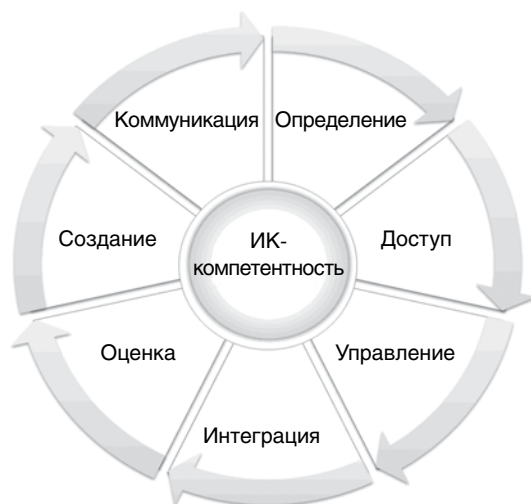 Коммуникация
Определение
Доступ
Управление
Интеграция
Оценка
Создание
ИК-
компетентность